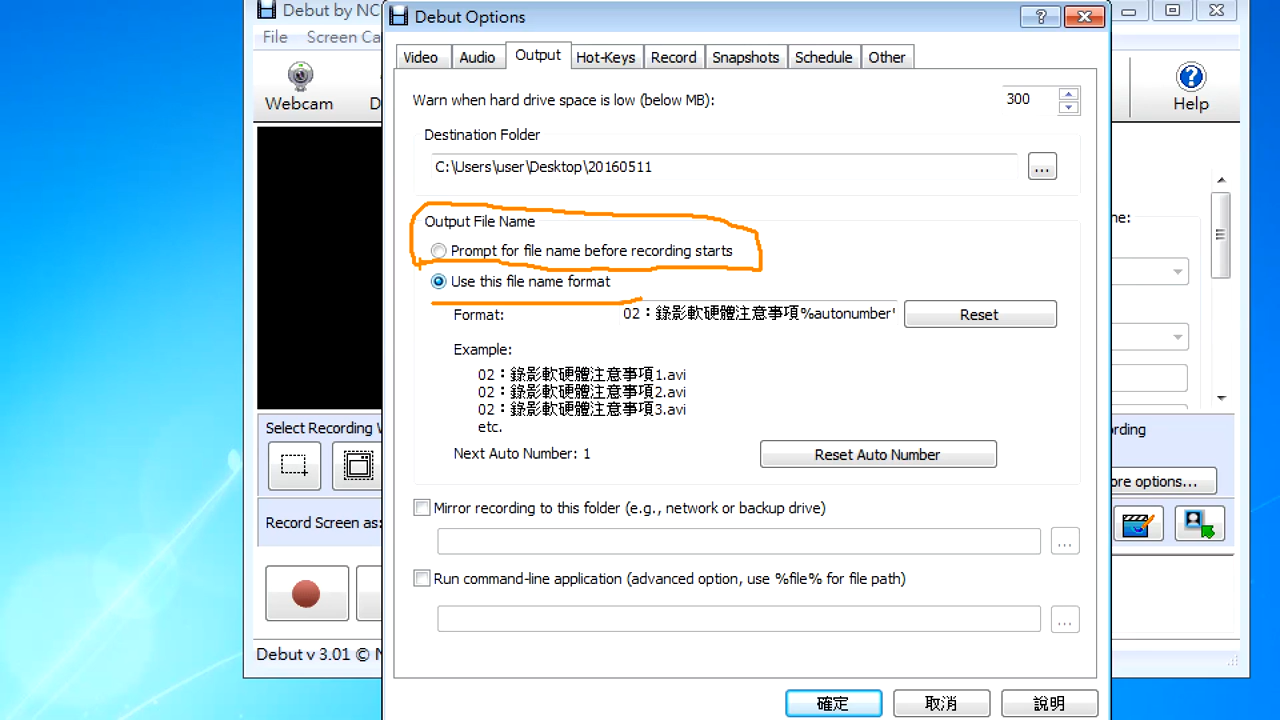 Debut by NC
Debut Options
File Screen Ca
Video Audio Output Hot-Keys Record Snapshots Schedule Other
Webcam D
Help
Warn when hard drive space is low (below MB): 300
Destination Folder
C:\Users\user\Desktop\20160511
...
Output File Name
ne:
Prompt for file name before recording starts
Use this file name format
Format: 02：錄影軟硬體注意事項%autonumber'
Reset
Example:
02：錄影軟硬體注意事項1.avi
02：錄影軟硬體注意事項2.avi
02：錄影軟硬體注意事項3.avi
etc.
Select Recording
rding
Next Auto Number: 1
Reset Auto Number
ore options...
Mirror recording to this folder (e.g., network or backup drive)
Record Screen as:
...
Run command-line application (advanced option, use %file% for file path)
...
Debut v 3.01 © N
確定 取消 說明